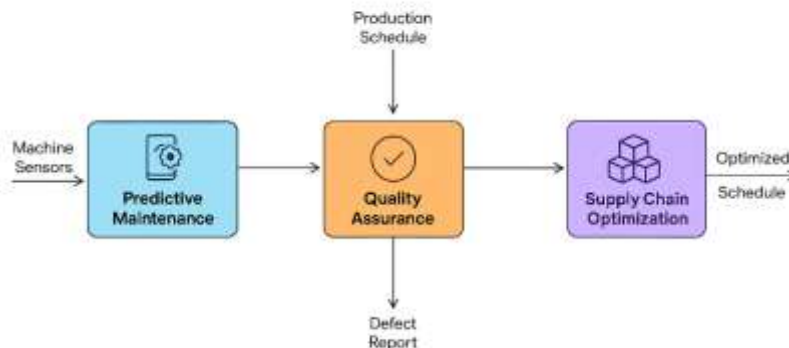 Production
Schedule
Machine
Sensors
Predictive
Maintenance
Quality
Assurance
Supply Chain
Optimization
Optimized
Schedule
Defect
Report